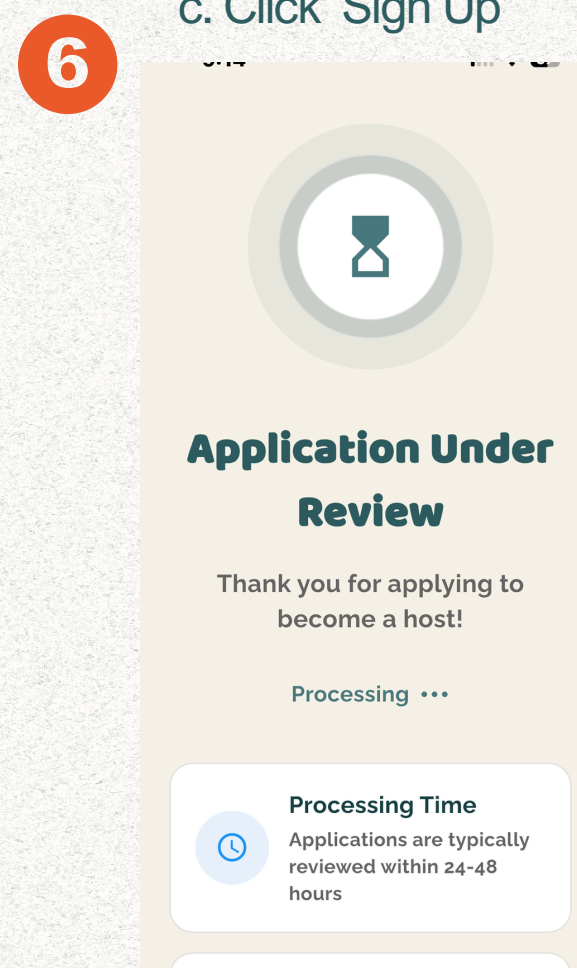 c. Click "Sign Up"
6
Application Under
Review
Thank you for applying to
become a host!
Processing •••
Processing Time
Applications are typically
reviewed within 24-48
hours